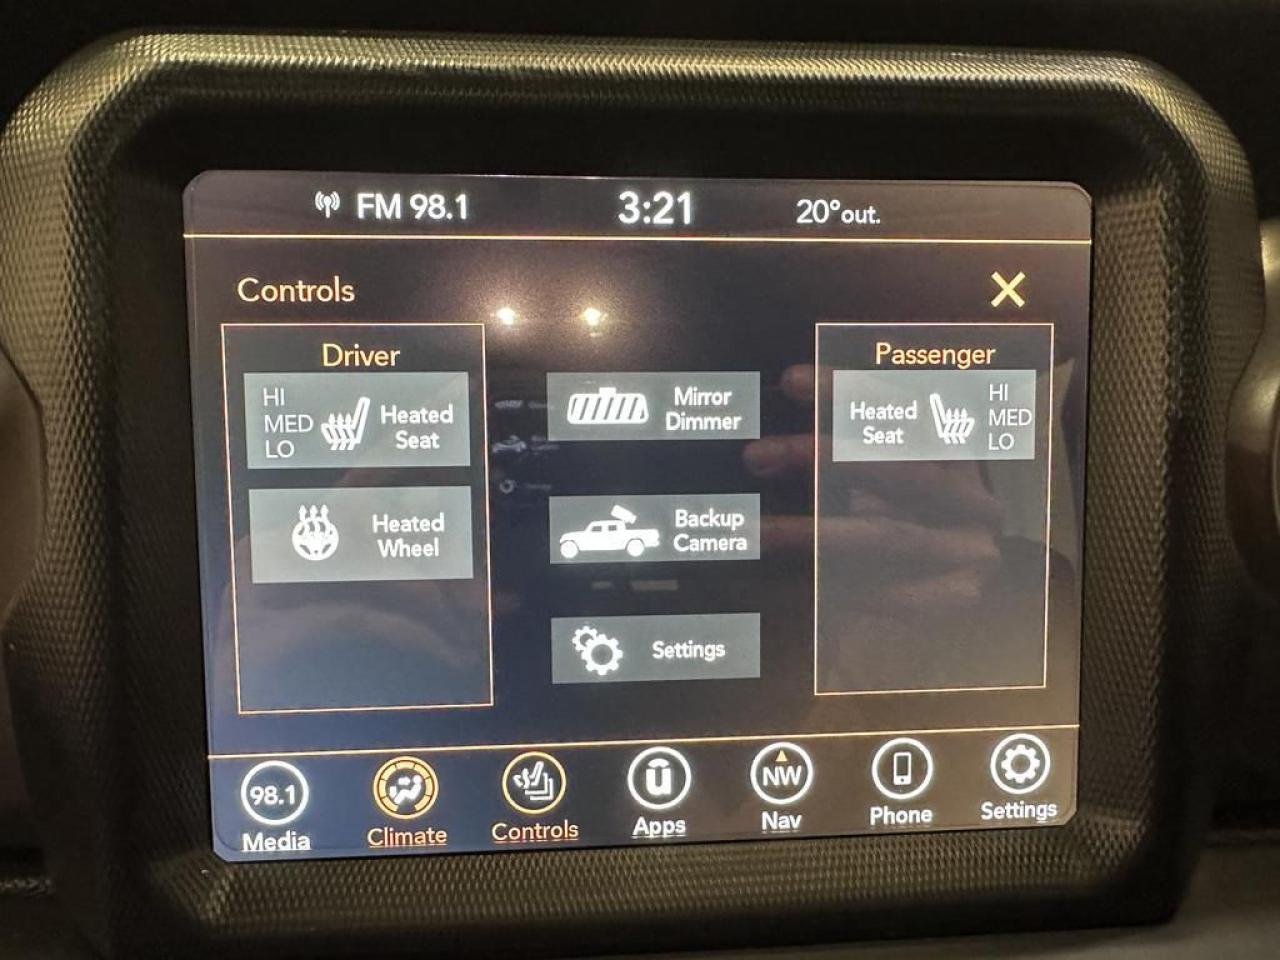 FM 98.1 3:21 20° out.
Controls X
Driver
HI
MED
LO
Heated
Seat
Heated
Wheel
Mirror
Dimmer
Backup
Camera
Settings
Passenger
Heated
Seat
HI
MED
LO
98.1
Media
Climate
Controls
ū
Apps
NW
Nav
Phone
Settings